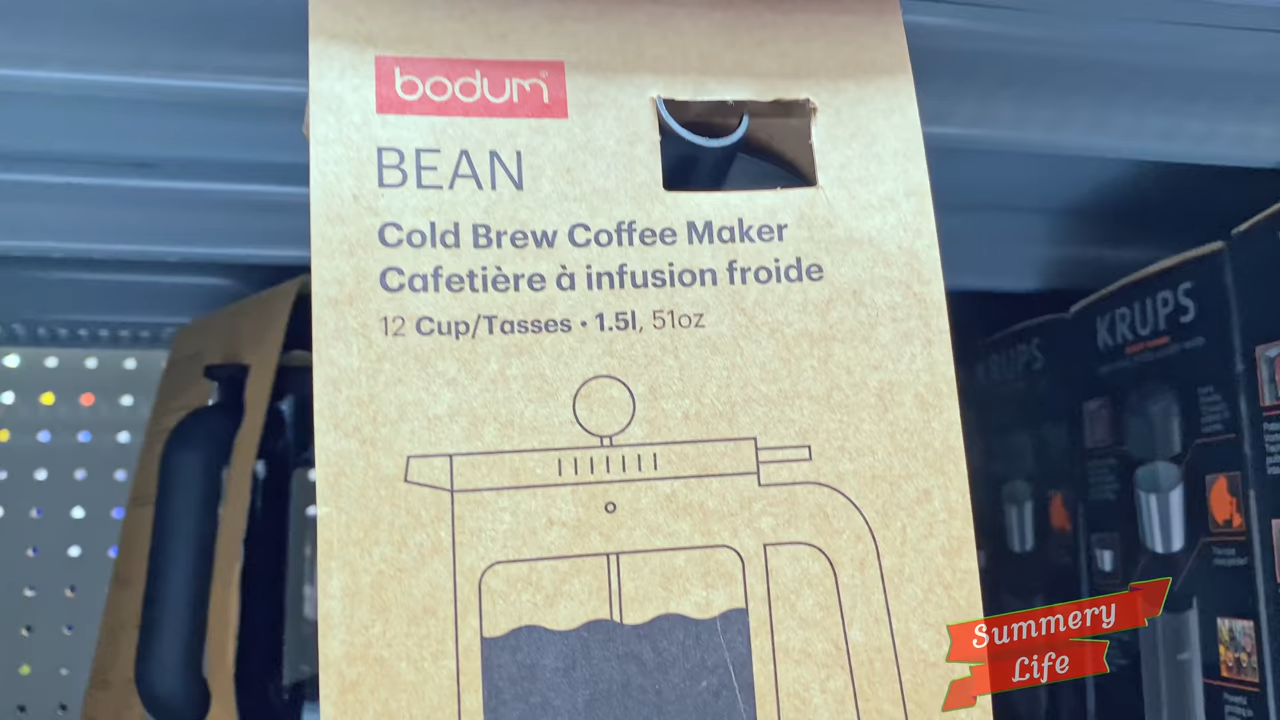 bodum
BEAN
Cold Brew Coffee Maker
Cafetière à infusion froide
12 Cup/Tasses • 1.5l, 51oz
KRUPS
KRUPS
Summery
Life